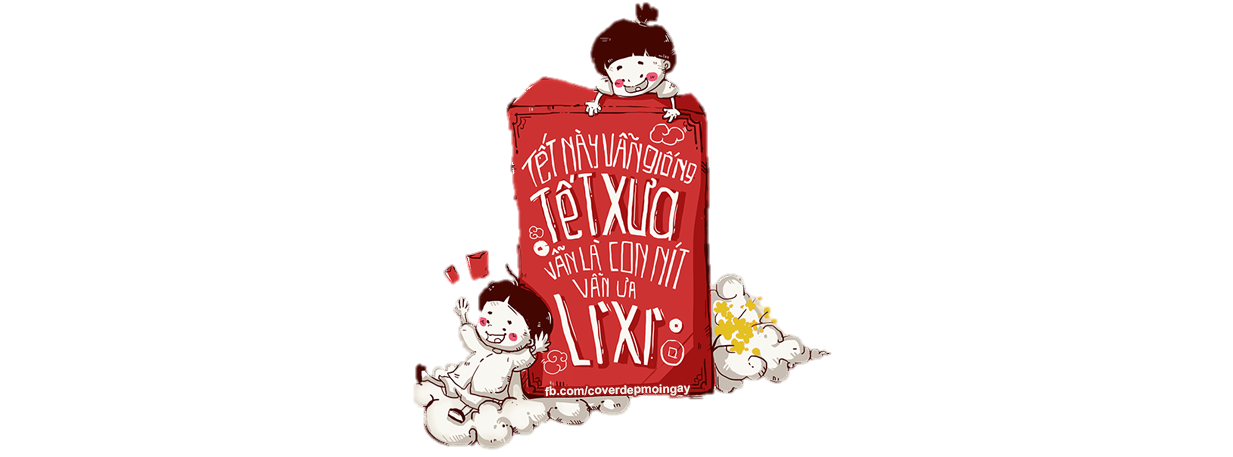 TẾT NÀY VẪN GIỐNG
TẾT XƯA
VẪN LÀ CON NÍT
VẪN ƯA
LÌ XÌ
fb.com/coverdepmoingay